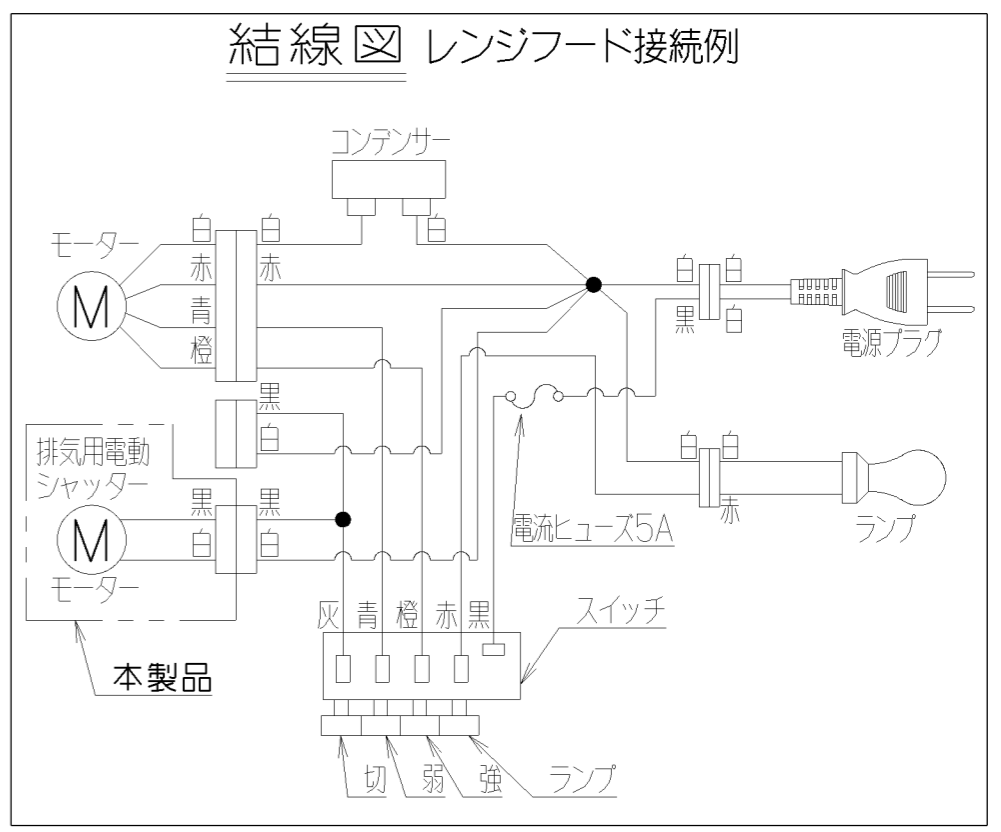 結線図 レンジフード接続例
コンデンサー
白 白 白
モーター
赤 赤
白 白
青
黒 白
橙
電源プラグ
M
黒
白
排気用電動
シャッター
白 白
黒 黒
赤
白 白
M
モーター
電流ヒューズ5A
ランプ
灰 青 橙 赤 黒
スイッチ
本製品
切 弱 強 ランプ